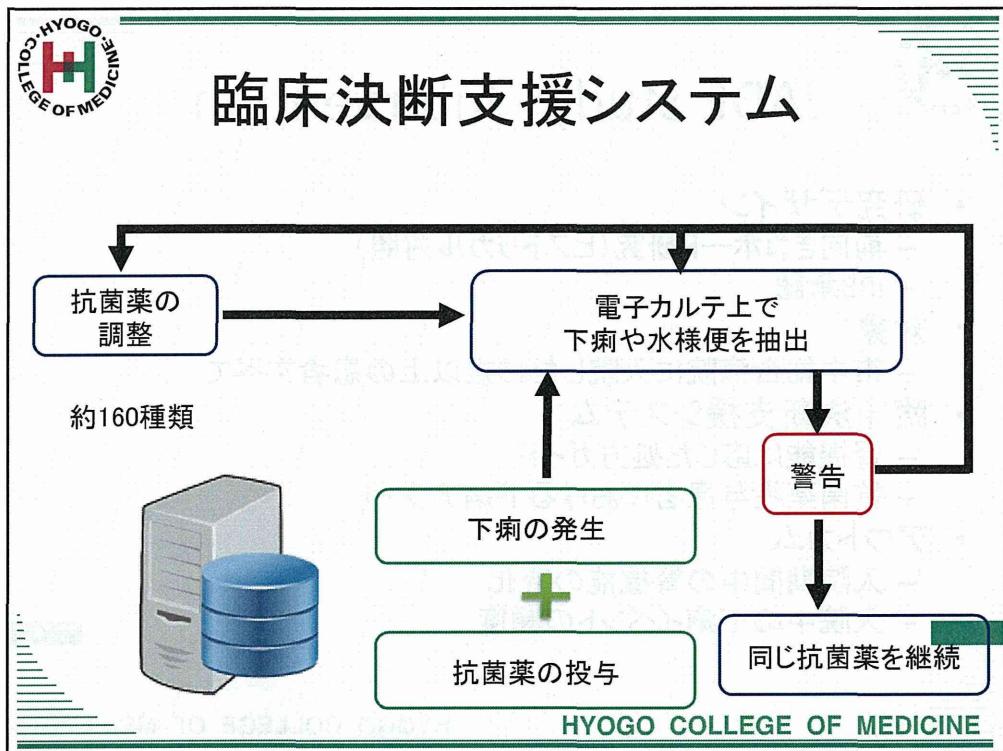 HYOGO
COLLEGE OF MEDICINE
臨床決断支援システム
抗菌薬の
調整
電子カルテ上で
下痢や水様便を抽出
約160種類
警告
下痢の発生
+
抗菌薬の投与
同じ抗菌薬を継続
HYOGO COLLEGE OF MEDICINE